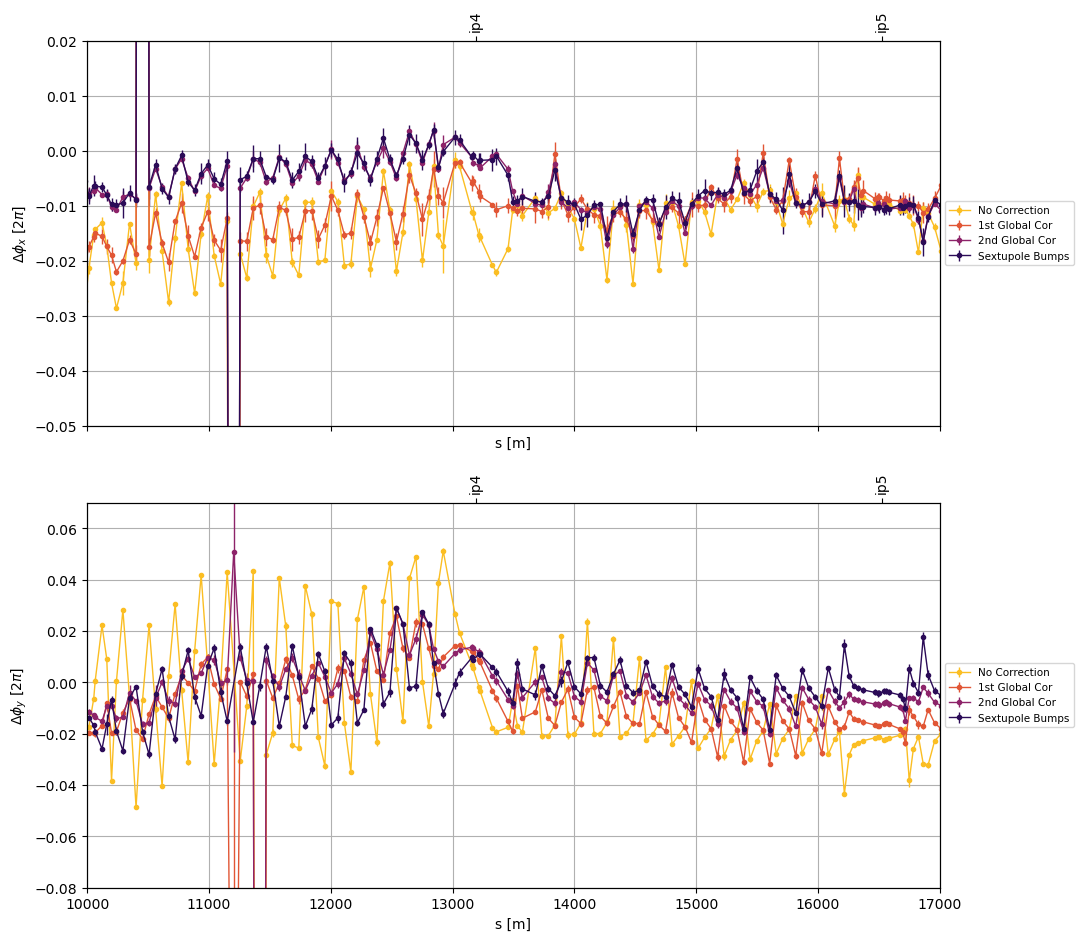 ip4 ip5
0.02
0.01
0.00
−0.01
−0.02
−0.03
−0.04
−0.05
Δϕx [2π]
s [m]
No Correction
1st Global Cor
2nd Global Cor
Sextupole Bumps
ip4 ip5
0.06
0.04
0.02
0.00
−0.02
−0.04
−0.06
−0.08
Δϕy [2π]
10000 11000 12000 13000 14000 15000 16000 17000
s [m]
No Correction
1st Global Cor
2nd Global Cor
Sextupole Bumps